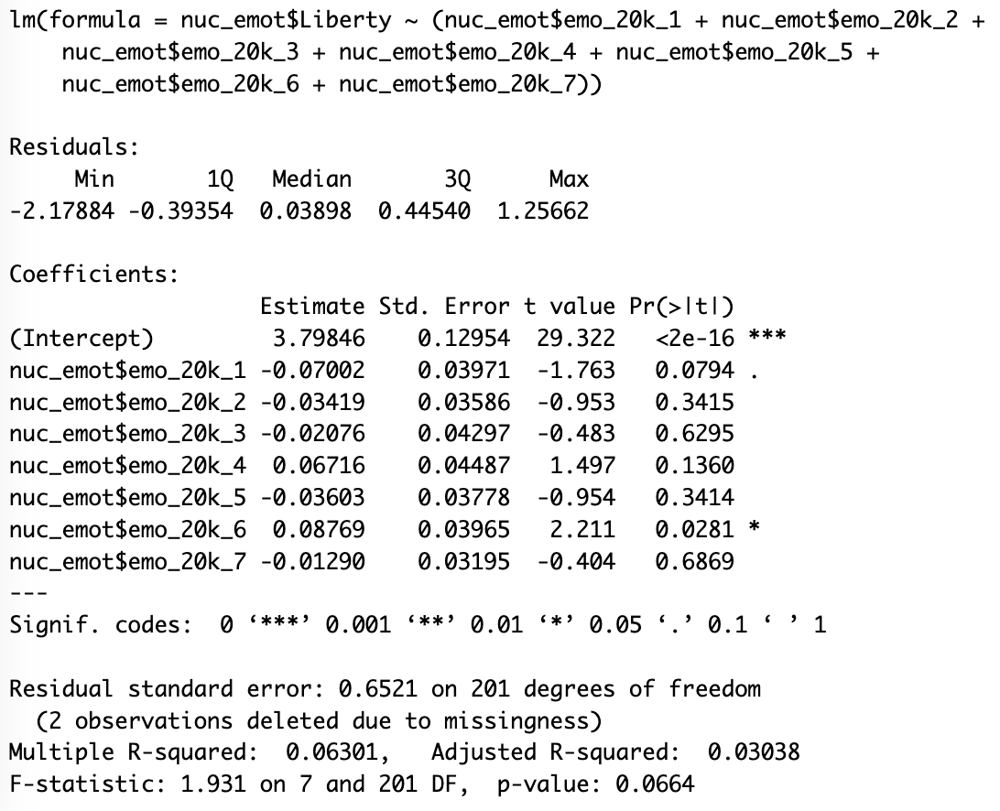 lm(formula = nuc_emot$Liberty ~ (nuc_emot$emo_20k_1 + nuc_emot$emo_20k_2 +
    nuc_emot$emo_20k_3 + nuc_emot$emo_20k_4 + nuc_emot$emo_20k_5 +
    nuc_emot$emo_20k_6 + nuc_emot$emo_20k_7))
Residuals:
     Min       1Q   Median       3Q      Max
-2.17884 -0.39354  0.03898  0.44540  1.25662
Coefficients:
                   Estimate Std. Error t value Pr(>|t|)
(Intercept)         3.79846    0.12954  29.322   <2e-16 ***
nuc_emot$emo_20k_1 -0.07002    0.03971  -1.763   0.0794 .
nuc_emot$emo_20k_2 -0.03419    0.03586  -0.953   0.3415
nuc_emot$emo_20k_3 -0.02076    0.04297  -0.483   0.6295
nuc_emot$emo_20k_4  0.06716    0.04487   1.497   0.1360
nuc_emot$emo_20k_5 -0.03603    0.03778  -0.954   0.3414
nuc_emot$emo_20k_6  0.08769    0.03965   2.211   0.0281 *
nuc_emot$emo_20k_7 -0.01290    0.03195  -0.404   0.6869
---
Signif. codes:  0 ‘***’ 0.001 ‘**’ 0.01 ‘*’ 0.05 ‘.’ 0.1 ‘ ’ 1
Residual standard error: 0.6521 on 201 degrees of freedom
  (2 observations deleted due to missingness)
Multiple R-squared:  0.06301,	Adjusted R-squared:  0.03038
F-statistic: 1.931 on 7 and 201 DF,  p-value: 0.0664